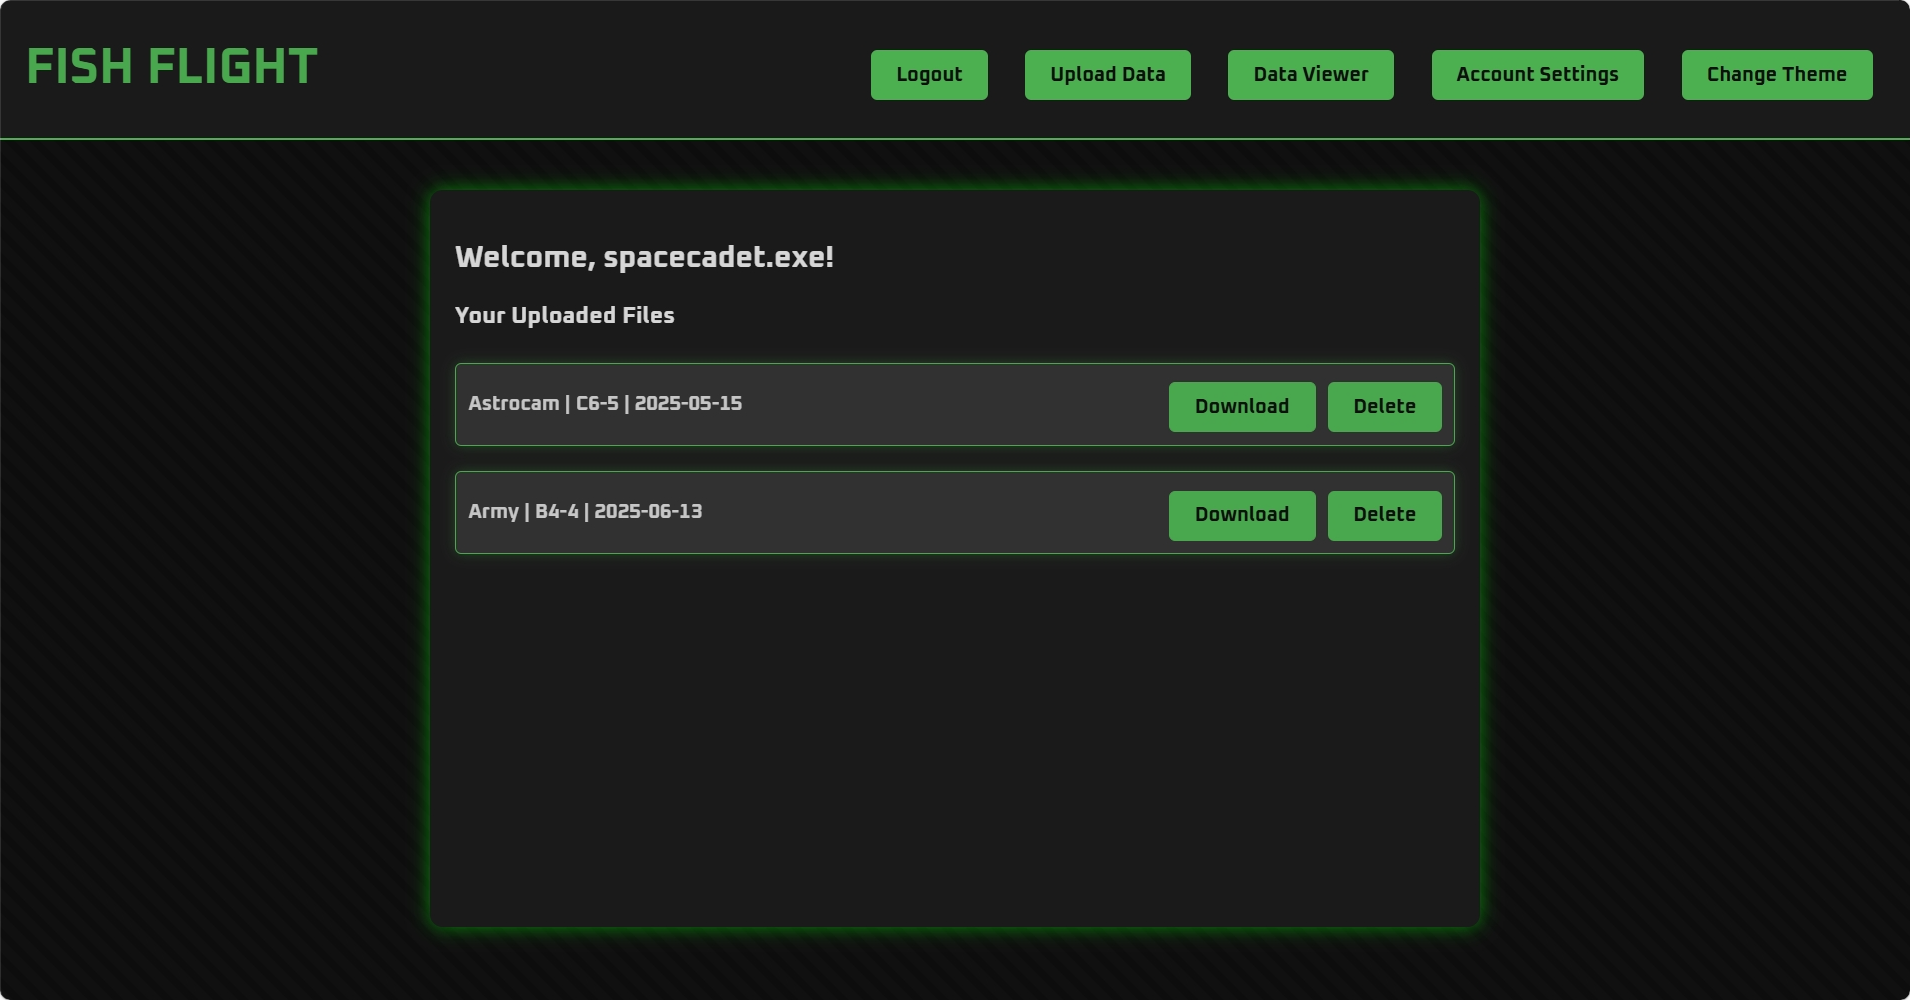 FISH FLIGHT
Logout Upload Data Data Viewer Account Settings Change Theme
Welcome, spacecadet.exe!
Your Uploaded Files
Astrocam | C6-5 | 2025-05-15 Download Delete
Army | B4-4 | 2025-06-13 Download Delete